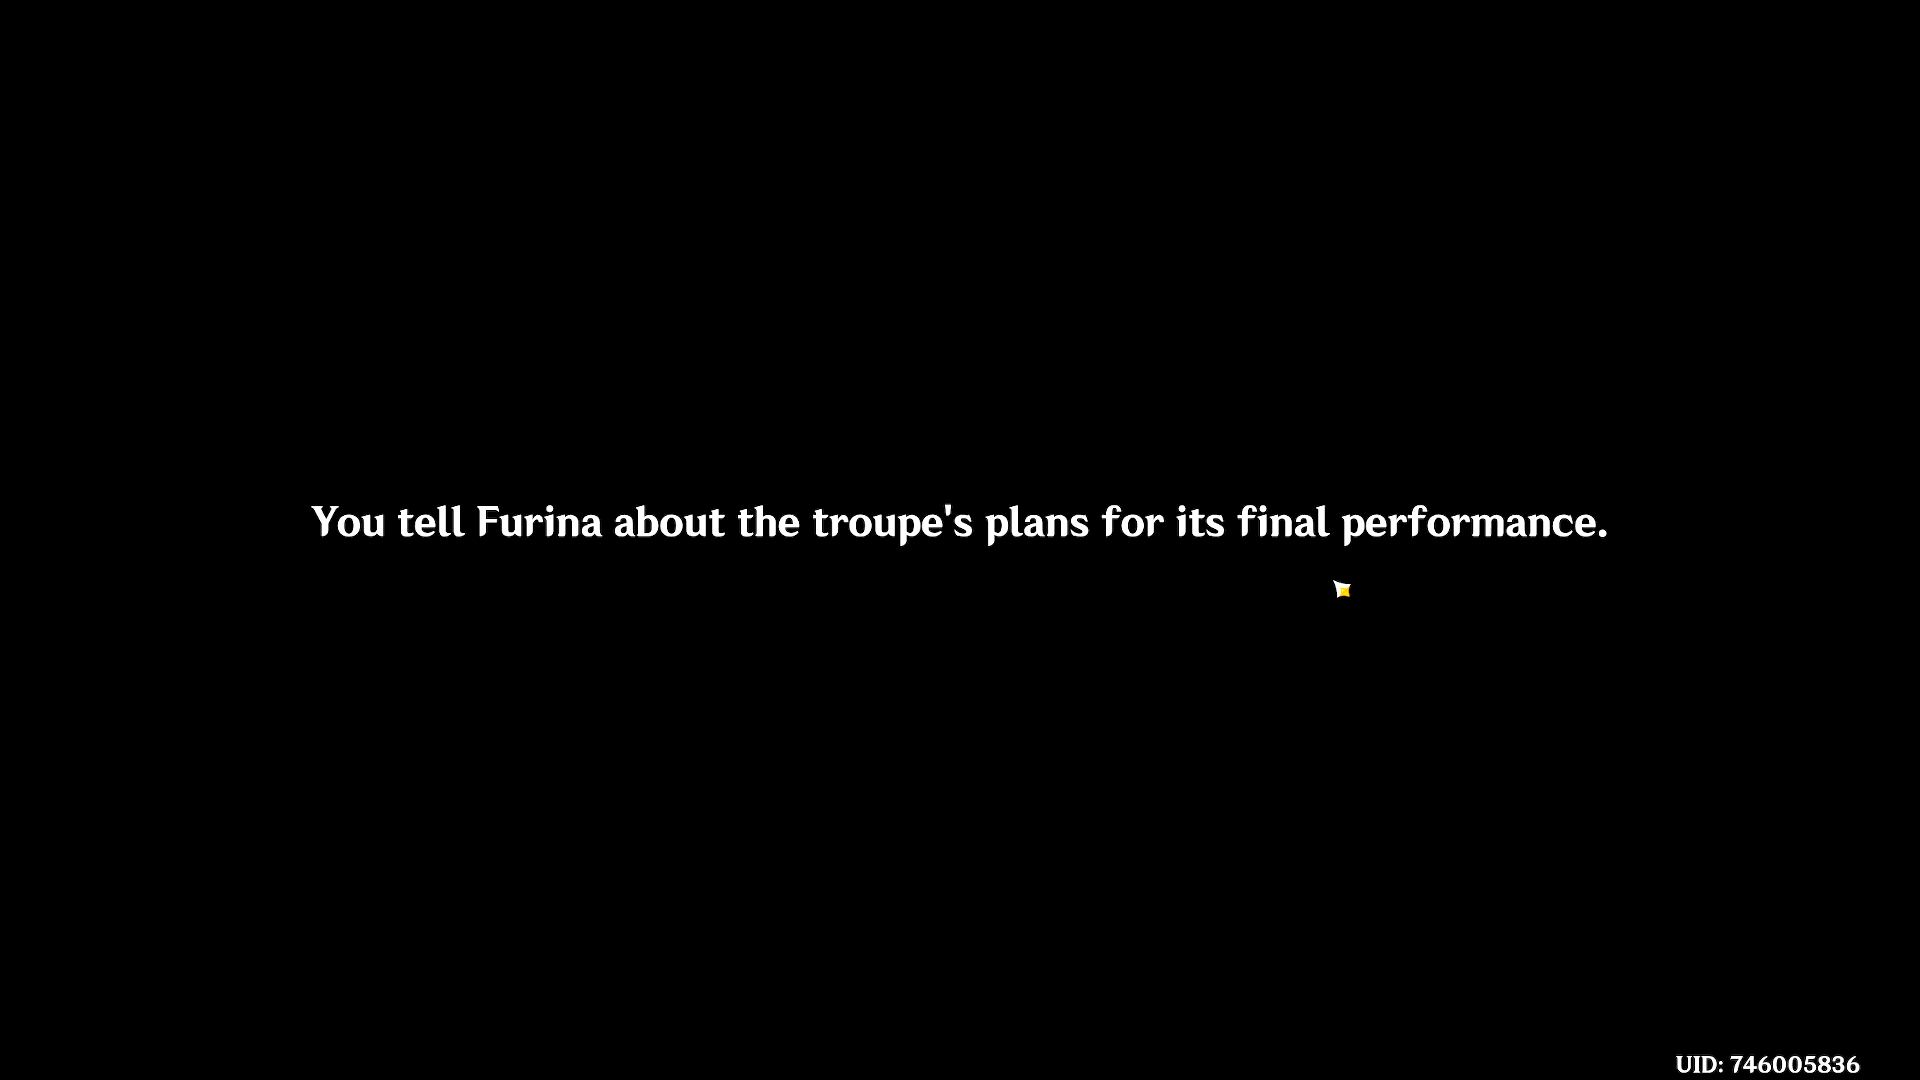 You tell Furina about the troupe's plans for its final performance.
UID: 746005836